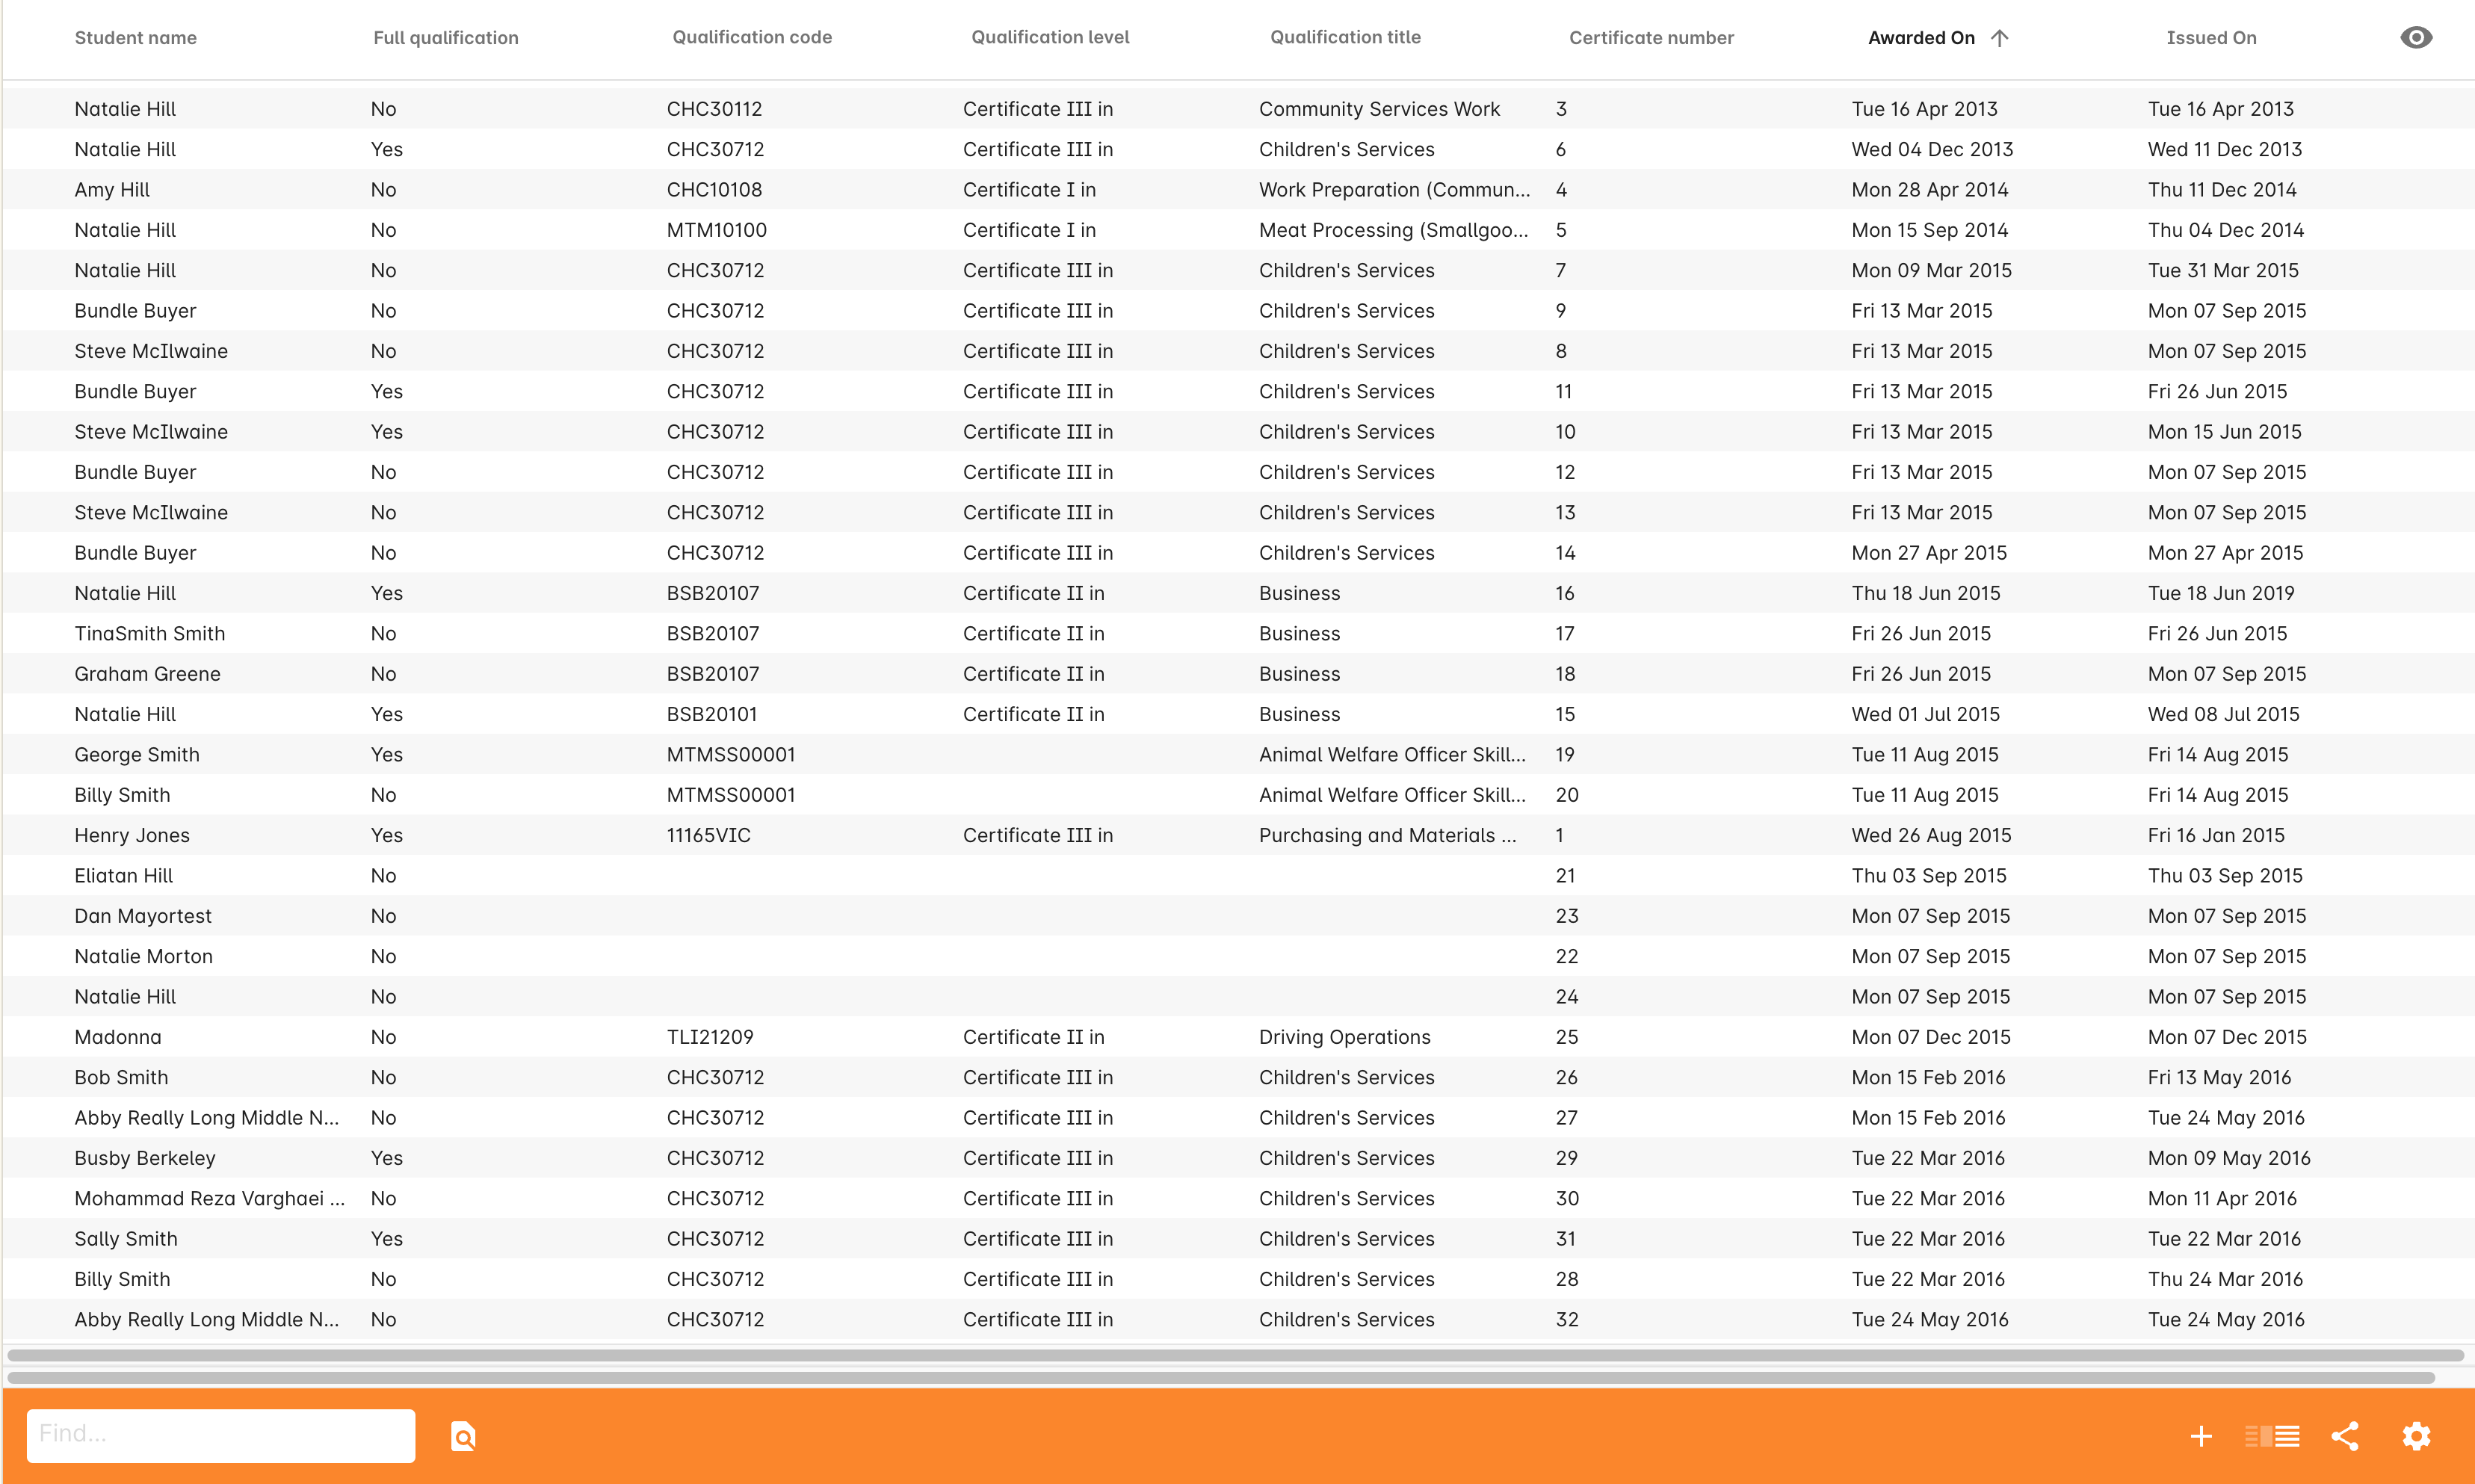 Student name Full qualification Qualification code Qualification level Qualification title Certificate number Awarded On Issued On
Natalie Hill No CHC30112 Certificate III in Community Services Work 3 Tue 16 Apr 2013 Tue 16 Apr 2013
Natalie Hill Yes CHC30712 Certificate III in Children's Services 6 Wed 04 Dec 2013 Wed 11 Dec 2013
Amy Hill No CHC10108 Certificate I in Work Preparation (Commun... 4 Mon 28 Apr 2014 Thu 11 Dec 2014
Natalie Hill No MTM10100 Certificate I in Meat Processing (Smallgoo... 5 Mon 15 Sep 2014 Thu 04 Dec 2014
Natalie Hill No CHC30712 Certificate III in Children's Services 7 Mon 09 Mar 2015 Tue 31 Mar 2015
Bundle Buyer No CHC30712 Certificate III in Children's Services 9 Fri 13 Mar 2015 Mon 07 Sep 2015
Steve McIlwaine No CHC30712 Certificate III in Children's Services 8 Fri 13 Mar 2015 Mon 07 Sep 2015
Bundle Buyer Yes CHC30712 Certificate III in Children's Services 11 Fri 13 Mar 2015 Fri 26 Jun 2015
Steve McIlwaine Yes CHC30712 Certificate III in Children's Services 10 Fri 13 Mar 2015 Mon 15 Jun 2015
Bundle Buyer No CHC30712 Certificate III in Children's Services 12 Fri 13 Mar 2015 Mon 07 Sep 2015
Steve McIlwaine No CHC30712 Certificate III in Children's Services 13 Fri 13 Mar 2015 Mon 07 Sep 2015
Bundle Buyer No CHC30712 Certificate III in Children's Services 14 Mon 27 Apr 2015 Mon 27 Apr 2015
Natalie Hill Yes BSB20107 Certificate II in Business 16 Thu 18 Jun 2015 Tue 18 Jun 2019
TinaSmith Smith No BSB20107 Certificate II in Business 17 Fri 26 Jun 2015 Fri 26 Jun 2015
Graham Greene No BSB20107 Certificate II in Business 18 Fri 26 Jun 2015 Mon 07 Sep 2015
Natalie Hill Yes BSB20101 Certificate II in Business 15 Wed 01 Jul 2015 Wed 08 Jul 2015
George Smith Yes MTMSS00001 Animal Welfare Officer Skill... 19 Tue 11 Aug 2015 Fri 14 Aug 2015
Billy Smith No MTMSS00001 Animal Welfare Officer Skill... 20 Tue 11 Aug 2015 Fri 14 Aug 2015
Henry Jones Yes 11165VIC Certificate III in Purchasing and Materials ... 1 Wed 26 Aug 2015 Fri 16 Jan 2015
Eliatan Hill No 21 Thu 03 Sep 2015 Thu 03 Sep 2015
Dan Mayortest No 23 Mon 07 Sep 2015 Mon 07 Sep 2015
Natalie Morton No 22 Mon 07 Sep 2015 Mon 07 Sep 2015
Natalie Hill No 24 Mon 07 Sep 2015 Mon 07 Sep 2015
Madonna No TLI21209 Certificate II in Driving Operations 25 Mon 07 Dec 2015 Mon 07 Dec 2015
Bob Smith No CHC30712 Certificate III in Children's Services 26 Mon 15 Feb 2016 Fri 13 May 2016
Abby Really Long Middle N... No CHC30712 Certificate III in Children's Services 27 Mon 15 Feb 2016 Tue 24 May 2016
Busby Berkeley Yes CHC30712 Certificate III in Children's Services 29 Tue 22 Mar 2016 Mon 09 May 2016
Mohammad Reza Varghaei ... No CHC30712 Certificate III in Children's Services 30 Tue 22 Mar 2016 Mon 11 Apr 2016
Sally Smith Yes CHC30712 Certificate III in Children's Services 31 Tue 22 Mar 2016 Tue 22 Mar 2016
Billy Smith No CHC30712 Certificate III in Children's Services 28 Tue 22 Mar 2016 Thu 24 Mar 2016
Abby Really Long Middle N... No CHC30712 Certificate III in Children's Services 32 Tue 24 May 2016 Tue 24 May 2016
Find...